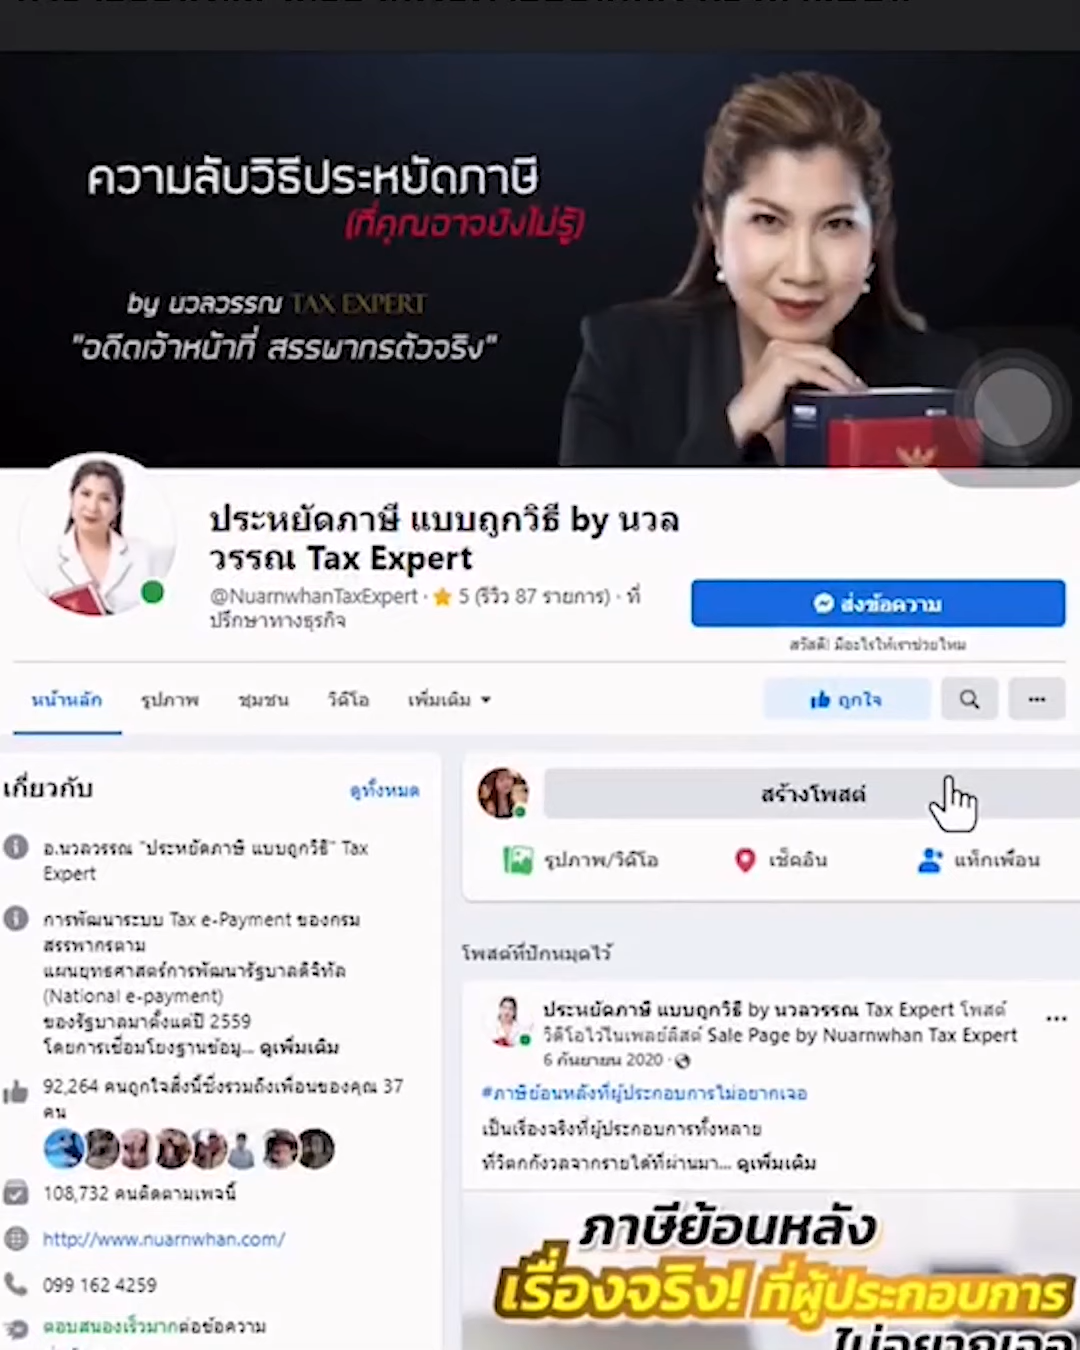 ความลับวิธีประหยัดภาษี
(ที่คุณอาจยังไม่รู้)
by นวลวรรณ TAX EXPERT
"อดีตเจ้าหน้าที่ สรรพากรตัวจริง"
ประหยัดภาษี แบบถูกวิธี by นวล
วรรณ Tax Expert
@NuarnwhanTaxExpert · 5 (รีวิว 87 รายการ) · ที่
ปรึกษาทางธุรกิจ
ส่งข้อความ
สวัสดี! มีอะไรให้เราช่วยไหม
หน้าหลัก รูปภาพ ชุมชน วิดีโอ เพิ่มเติม
ถูกใจ
เกี่ยวกับ ดูทั้งหมด
อ.นวลวรรณ "ประหยัดภาษี แบบถูกวิธี" Tax
Expert
การพัฒนาระบบ Tax e-Payment ของกรม
สรรพากรตาม
แผนยุทธศาสตร์การพัฒนารัฐบาลดิจิทัล
(National e-payment)
ของรัฐบาลมาตั้งแต่ปี 2559
โดยการเชื่อมโยงฐานข้อมู... ดูเพิ่มเติม
92,264 คนถูกใจสิ่งนี้ซึ่งรวมถึงเพื่อนของคุณ 37
คน
108,732 คนติดตามเพจนี้
http://www.nuarnwhan.com/
099 162 4259
ตอบสนองเร็วมากต่อข้อความ
สร้างโพสต์
รูปภาพ/วิดีโอ เช็คอิน แท็กเพื่อน
โพสต์ที่ปักหมุดไว้
ประหยัดภาษี แบบถูกวิธี by นวลวรรณ Tax Expert โพสต์
วิดีโอไว้ในเพลย์ลิสต์ Sale Page by Nuarnwhan Tax Expert
6 กันยายน 2020 ·
#ภาษีย้อนหลังที่ผู้ประกอบการไม่อยากเจอ
เป็นเรื่องจริงที่ผู้ประกอบการทั้งหลาย
ที่วิตกกังวลจากรายได้ที่ผ่านมา... ดูเพิ่มเติม
ภาษีย้อนหลัง
เรื่องจริง! ที่ผู้ประกอบการ
ไม่อยากเจอ